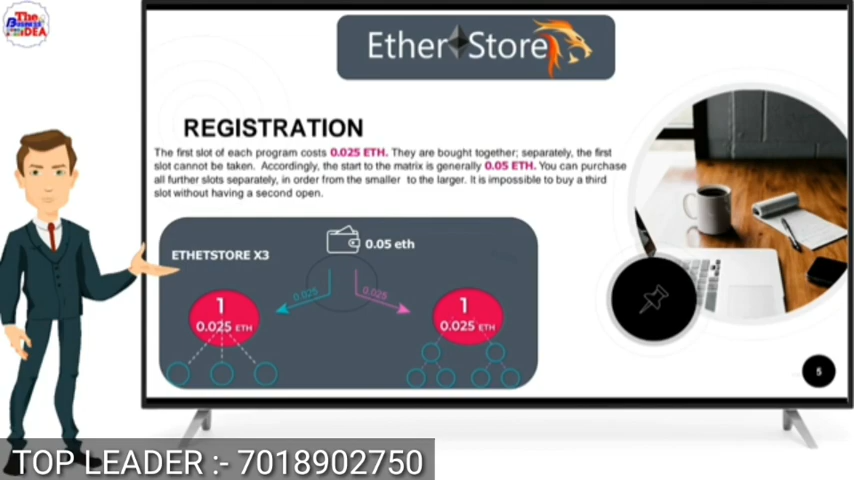 The
Business
IDEA
Ether Store
REGISTRATION
The first slot of each program costs 0.025 ETH. They are bought together; separately, the first
slot cannot be taken. Accordingly, the start to the matrix is generally 0.05 ETH. You can purchase
all further slots separately, in order from the smaller to the larger. It is impossible to buy a third
slot without having a second open.
ETHETSTORE X3
0.05 eth
0.025
0.025
1
0.025 ETH
1
0.025 ETH
5
TOP LEADER :- 7018902750